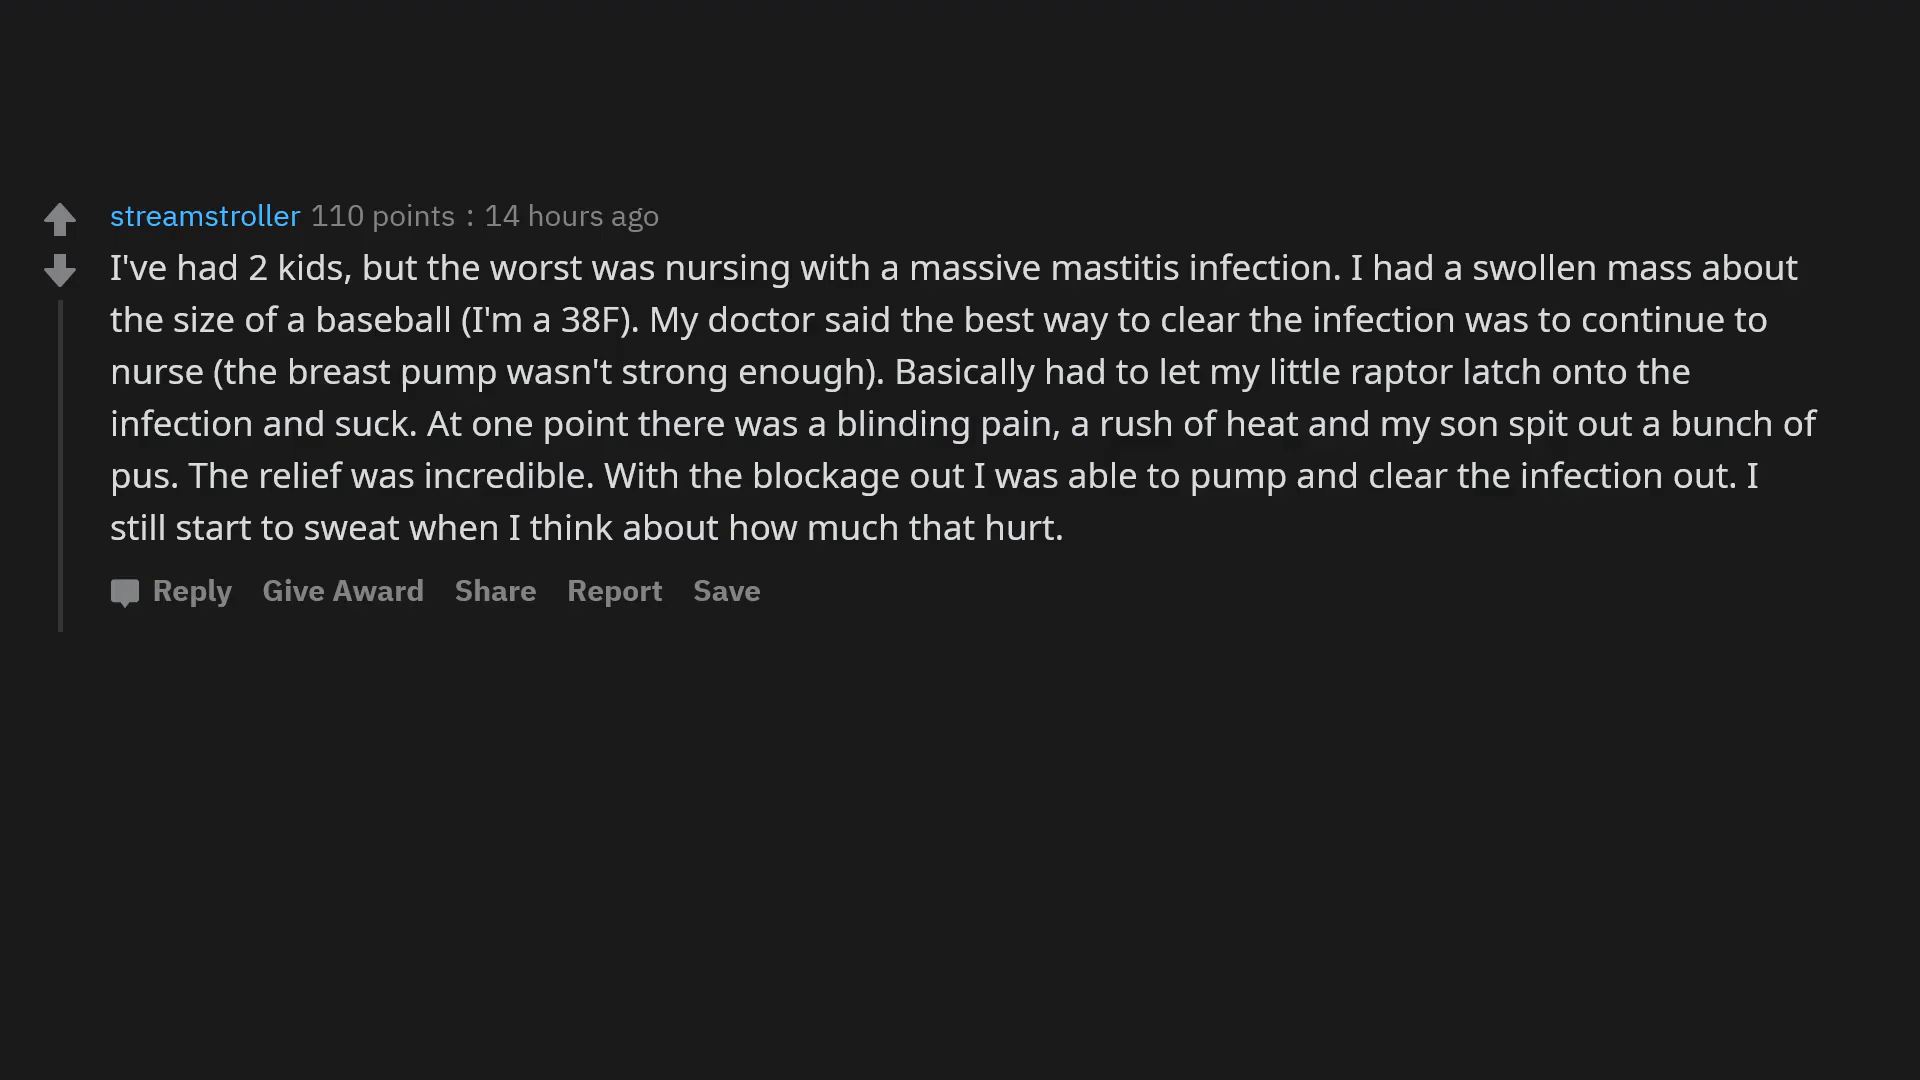 streamstroller 110 points : 14 hours ago
I've had 2 kids, but the worst was nursing with a massive mastitis infection. I had a swollen mass about
the size of a baseball (I'm a 38F). My doctor said the best way to clear the infection was to continue to
nurse (the breast pump wasn't strong enough). Basically had to let my little raptor latch onto the
infection and suck. At one point there was a blinding pain, a rush of heat and my son spit out a bunch of
pus. The relief was incredible. With the blockage out I was able to pump and clear the infection out. I
still start to sweat when I think about how much that hurt.
Reply Give Award Share Report Save